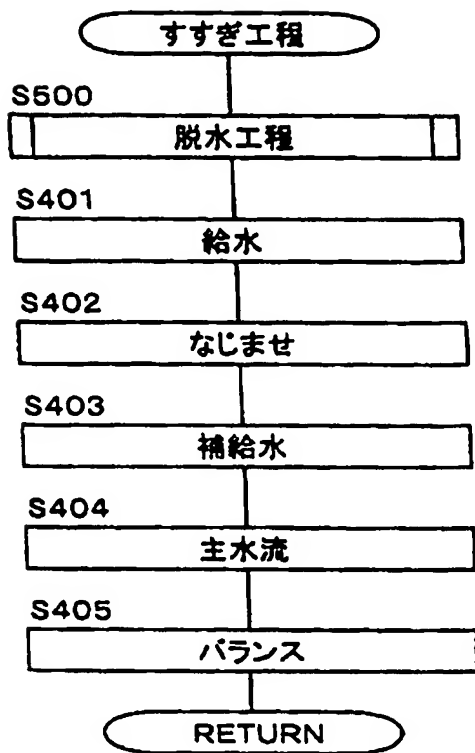 すすぎ工程
S500
脱水工程
S401
給水
S402
なじませ
S403
補給水
S404
主水流
S405
バランス
RETURN